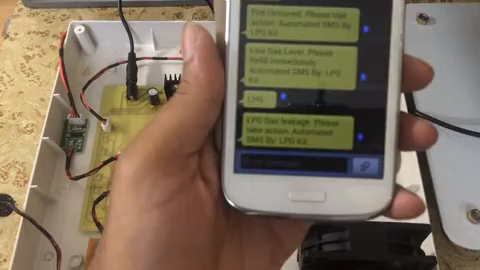 Fire Occurred. Please take
action. Automated SMS By
LPG Kit.
Low Gas Level. Please
refill immediately.
Automated SMS By: LPG
Kit.
LPG
LPG Gas leakage. Please
take action. Automated
SMS By: LPG Kit.